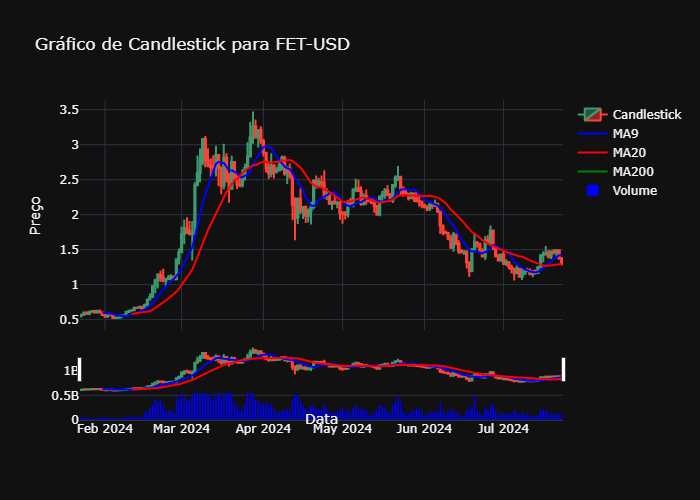 Gráfico de Candlestick para FET-USD
3.5
3
2.5
2
1.5
1
0.5
Preço
Candlestick
MA9
MA20
MA200
Volume
1B
0.5B
0
Data
Feb 2024 Mar 2024 Apr 2024 May 2024 Jun 2024 Jul 2024